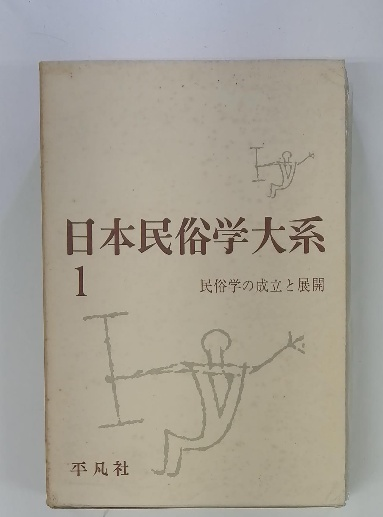 日本民俗学大系
1
民俗学の成立と展開
平凡社